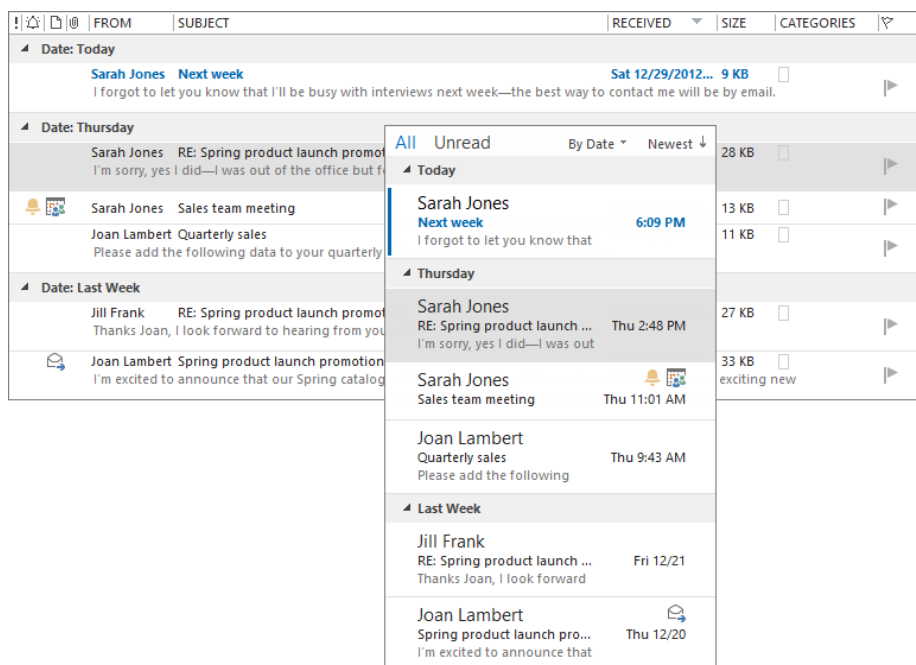 ! FROM SUBJECT RECEIVED SIZE CATEGORIES
Date: Today
Sarah Jones Next week Sat 12/29/2012... 9 KB
I forgot to let you know that I'll be busy with interviews next week—the best way to contact me will be by email.
Date: Thursday
Sarah Jones RE: Spring product launch promot 28 KB
I'm sorry, yes I did—I was out of the office but f
Sarah Jones Sales team meeting 13 KB
Joan Lambert Quarterly sales 11 KB
Please add the following data to your quarterly
Date: Last Week
Jill Frank RE: Spring product launch promot 27 KB
Thanks Joan, I look forward to hearing from you
Joan Lambert Spring product launch promotion 33 KB
I'm excited to announce that our Spring catalog exciting new
All Unread By Date Newest ↓
Today
Sarah Jones
Next week 6:09 PM
I forgot to let you know that
Thursday
Sarah Jones
RE: Spring product launch ... Thu 2:48 PM
I'm sorry, yes I did—I was out
Sarah Jones
Sales team meeting Thu 11:01 AM
Joan Lambert
Quarterly sales Thu 9:43 AM
Please add the following
Last Week
Jill Frank
RE: Spring product launch ... Fri 12/21
Thanks Joan, I look forward
Joan Lambert
Spring product launch pro... Thu 12/20
I'm excited to announce that